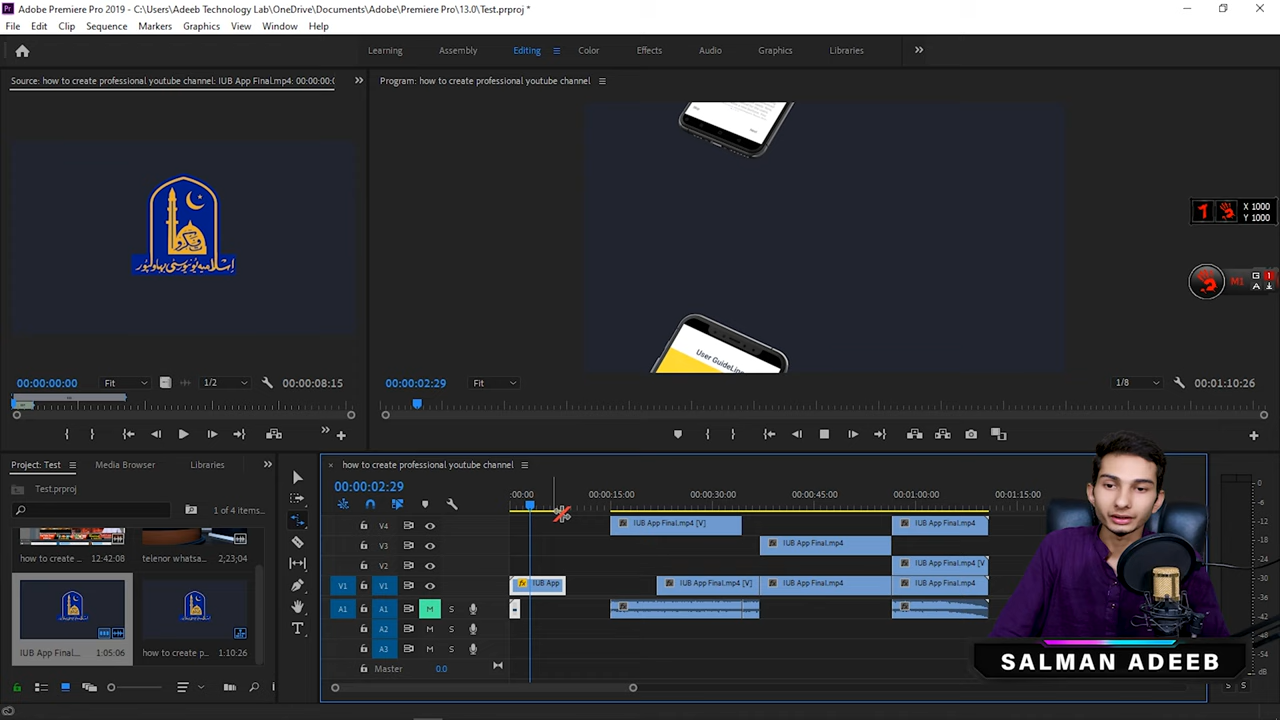 Adobe Premiere Pro 2019 - C:\Users\Adeeb Technology Lab\OneDrive\Documents\Adobe\Premiere Pro\13.0\Test.prproj *
File Edit Clip Sequence Markers Graphics View Window Help
Learning Assembly Editing Color Effects Audio Graphics Libraries
Source: how to create professional youtube channel: IUB App Final.mp4: 00:00:00:0
Program: how to create professional youtube channel
اسلامیہ یونیورسٹی بہاولپور
User GuideLine
X 1000
Y 1000
M1 G 1
A
00:00:00:00 Fit 1/2 00:00:08:15
00:00:02:29 Fit 1/8 00:01:10:26
Project: Test Media Browser Libraries
Test.prproj
1 of 4 items...
how to create ... 12:42:08
telenor whatsa... 2;23;04
IUB App Final.... 1:05:06
how to create p... 1:10:26
how to create professional youtube channel
00:00:02:29
:00:00 00:00:15:00 00:00:30:00 00:00:45:00 00:01:00:00 00:01:15:00
V4 IUB App Final.mp4 [V] IUB App Final.mp4
V3 IUB App Final.mp4
V2 IUB App Final.mp4 [V
V1 V1 IUB App IUB App Final.mp4 [V] IUB App Final.mp4 IUB App Final.mp4
A1 A1 M S
A2 M S
A3 M S
Master 0.0
S S
SALMAN ADEEB